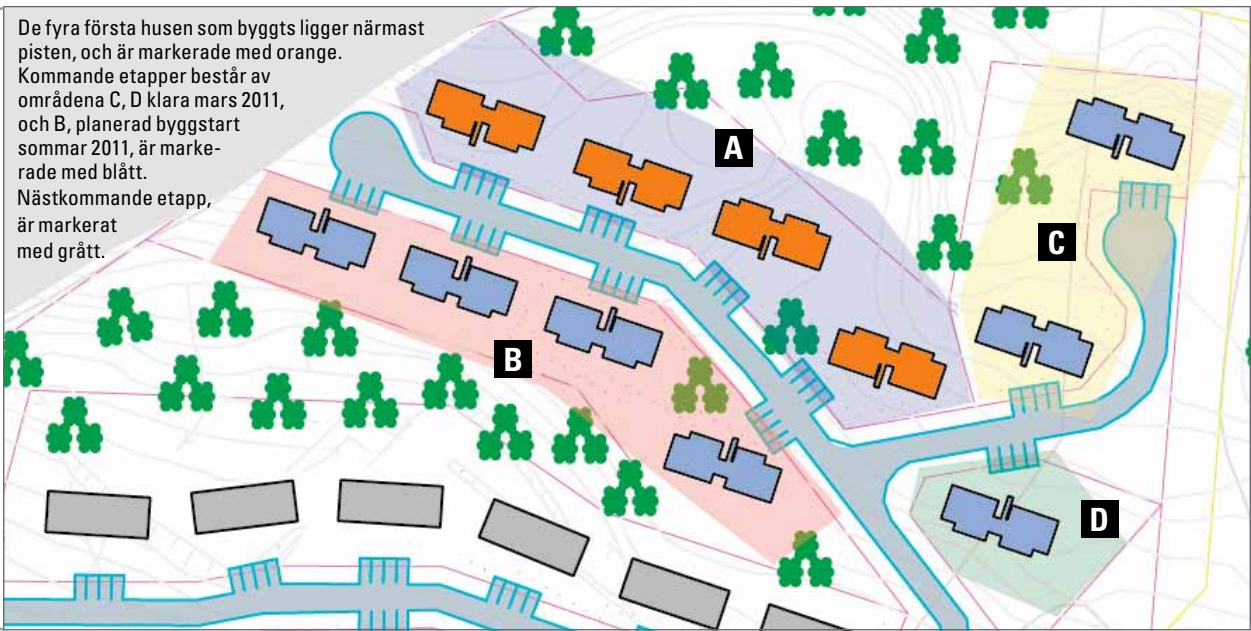 De fyra första husen som byggts ligger närmast
pisten, och är markerade med orange.
Kommande etapper består av
områdena C, D klara mars 2011,
och B, planerad byggstart
sommar 2011, är marke-
rade med blått.
Nästkommande etapp,
är markerat
med grått.
A
C
B
D